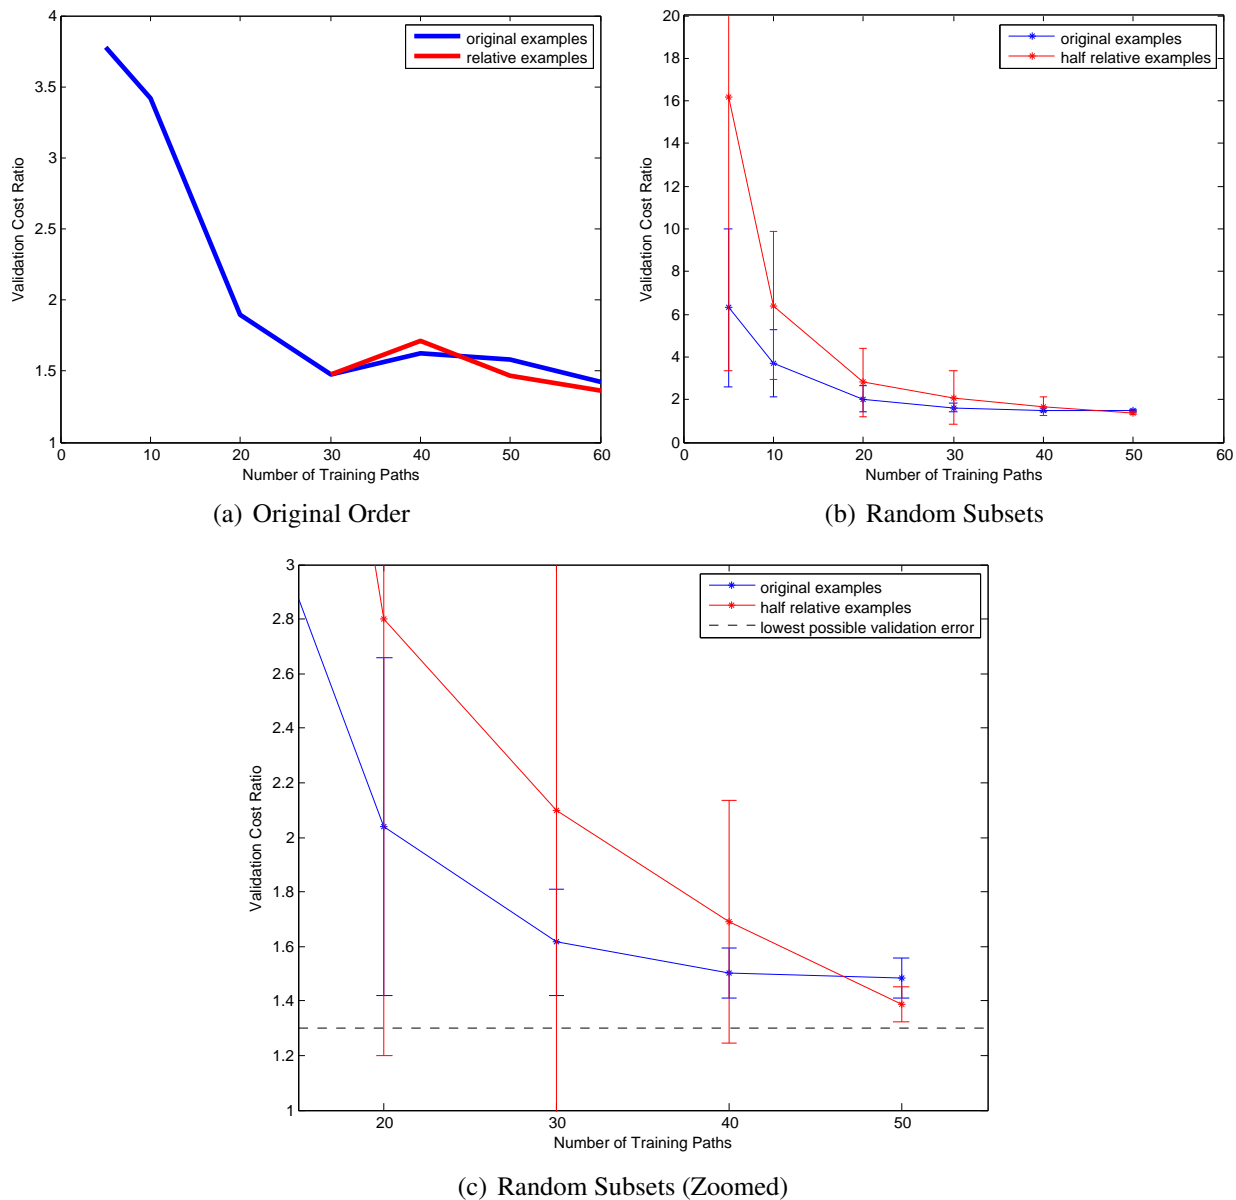 4
3.5
3
2.5
2
1.5
1
0
10
20
30
40
50
60
Validation Cost Ratio
Number of Training Paths
original examples
relative examples
(a) Original Order
20
18
16
14
12
10
8
6
4
2
0
0
10
20
30
40
50
60
Validation Cost Ratio
Number of Training Paths
original examples
half relative examples
(b) Random Subsets
3
2.8
2.6
2.4
2.2
2
1.8
1.6
1.4
1.2
1
20
30
40
50
Validation Cost Ratio
Number of Training Paths
original examples
half relative examples
lowest possible validation error
(c) Random Subsets (Zoomed)